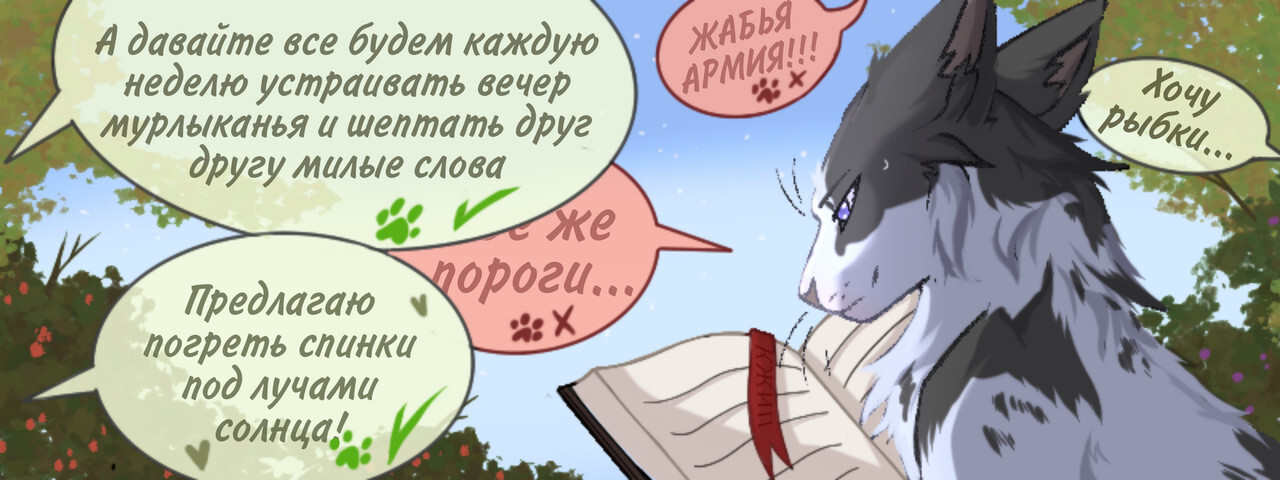 А давайте все будем каждую
неделю устраивать вечер
мурлыканья и шептать друг
другу милые слова
ЖАБЬЯ
АРМИЯ!!!
Хочу
рыбки...
же
пороги...
Предлагаю
погреть спинки
под лучами
солнца!